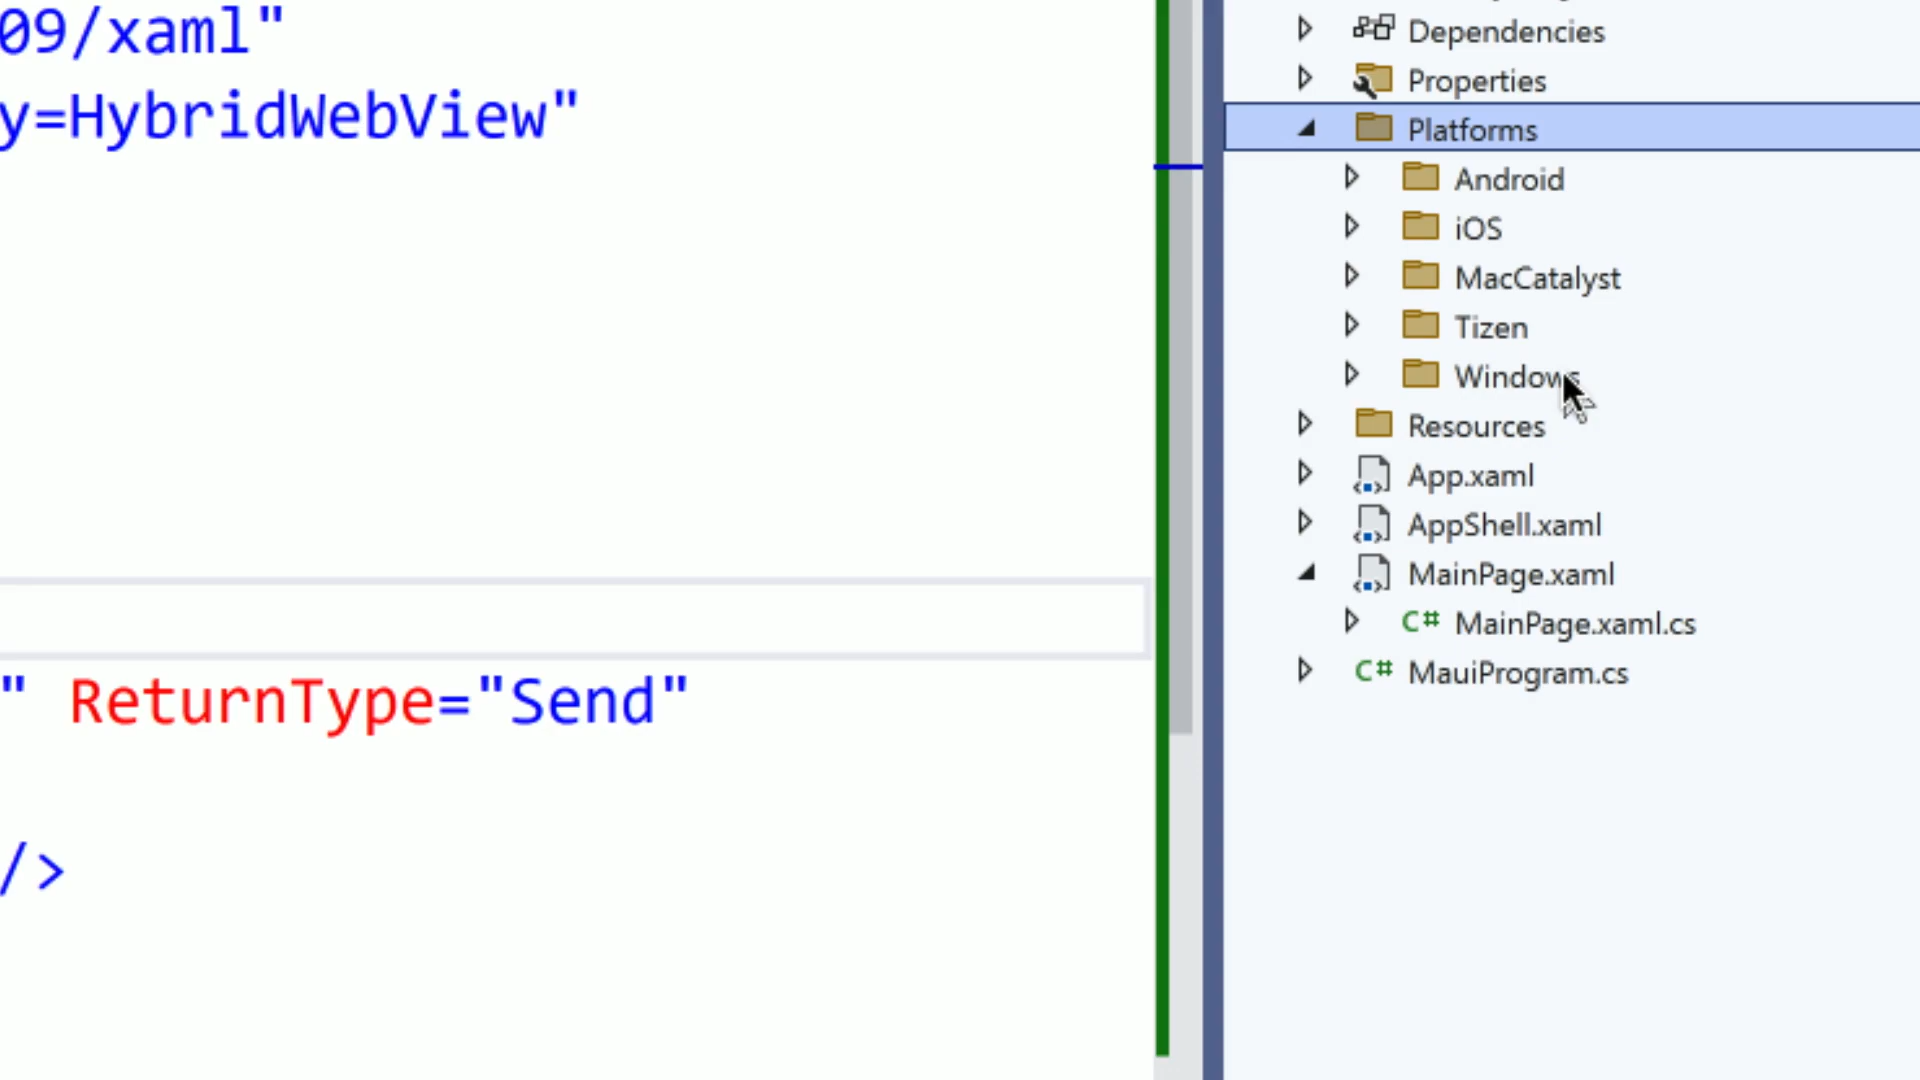 09/xaml"
y=HybridWebView"
" ReturnType="Send"
/>
Dependencies
Properties
Platforms
Android
iOS
MacCatalyst
Tizen
Windows
Resources
App.xaml
AppShell.xaml
MainPage.xaml
C# MainPage.xaml.cs
C# MauiProgram.cs